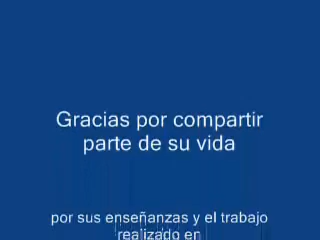 Gracias por compartir
parte de su vida
por sus enseñanzas y el trabajo
realizado en